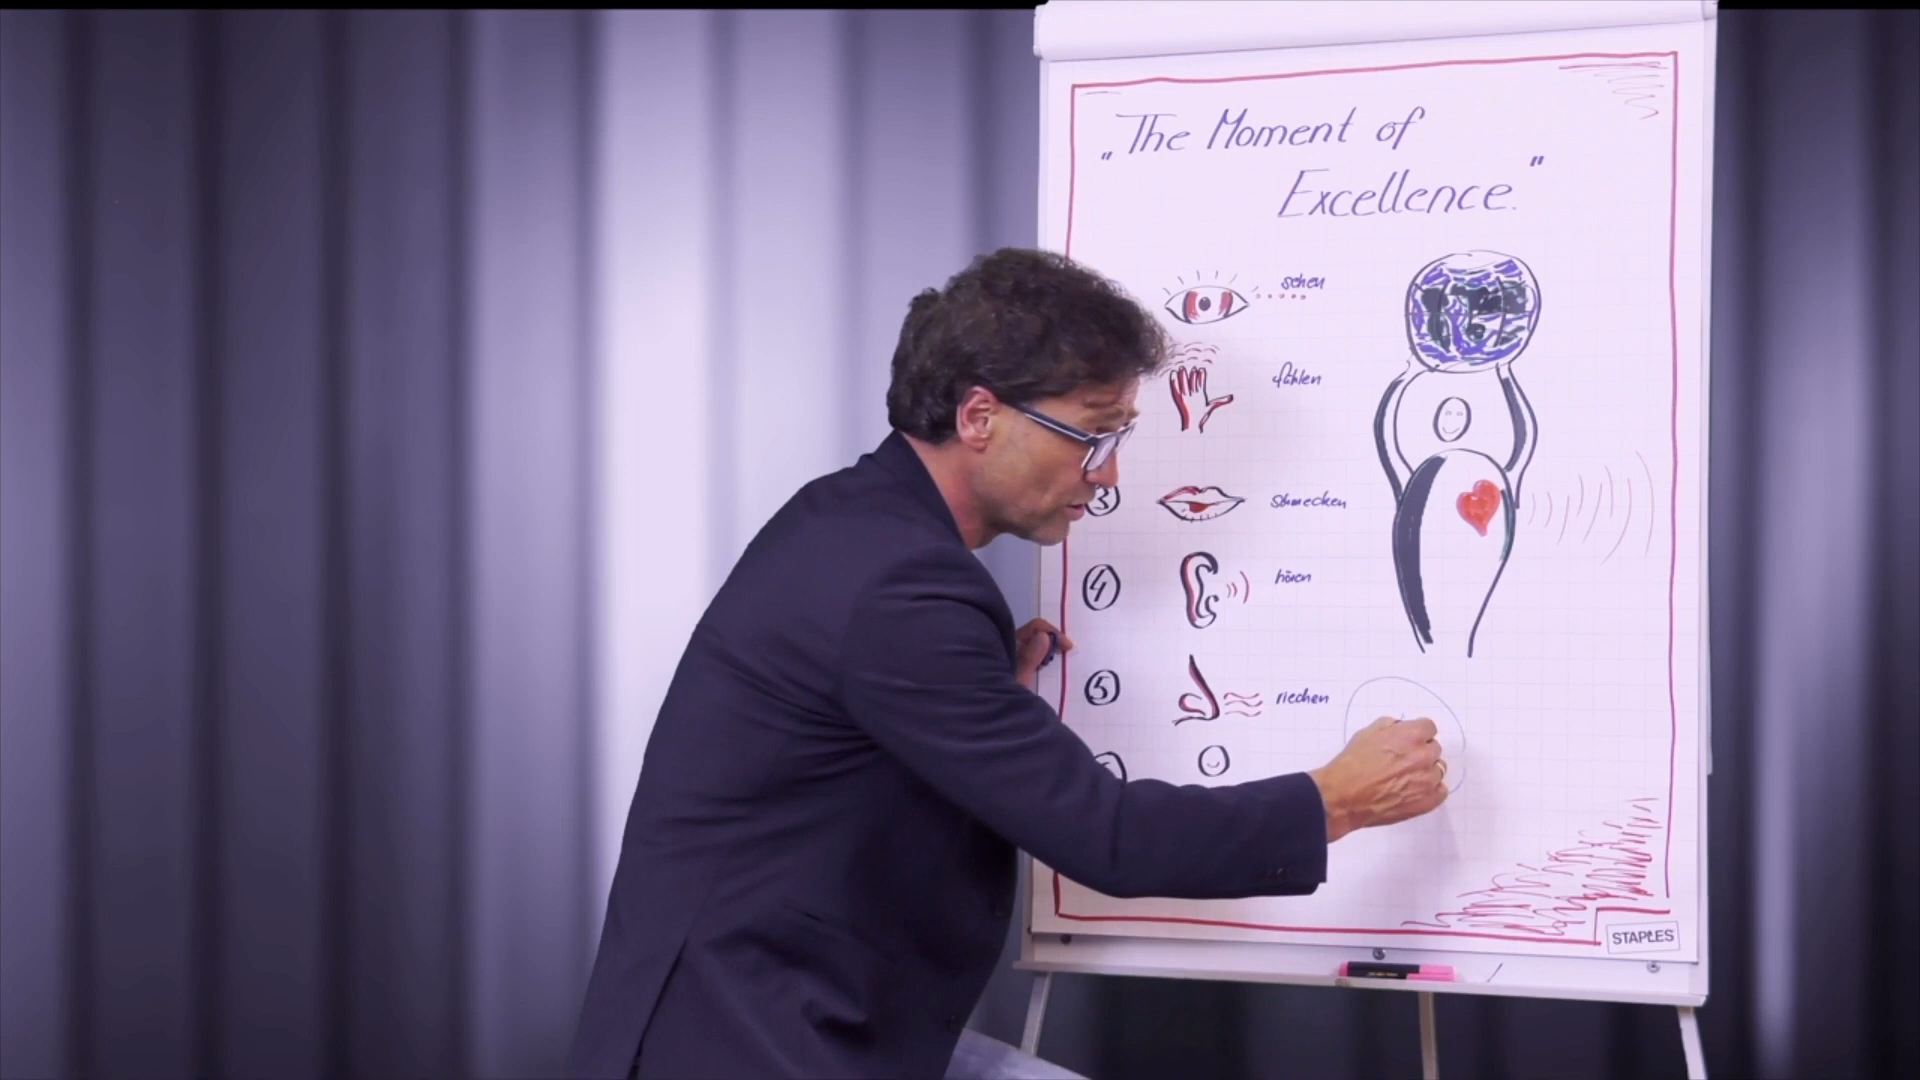 „The Moment of
Excellence."
sehen
fühlen
3 schmecken
4 hören
5 riechen
STAPLES